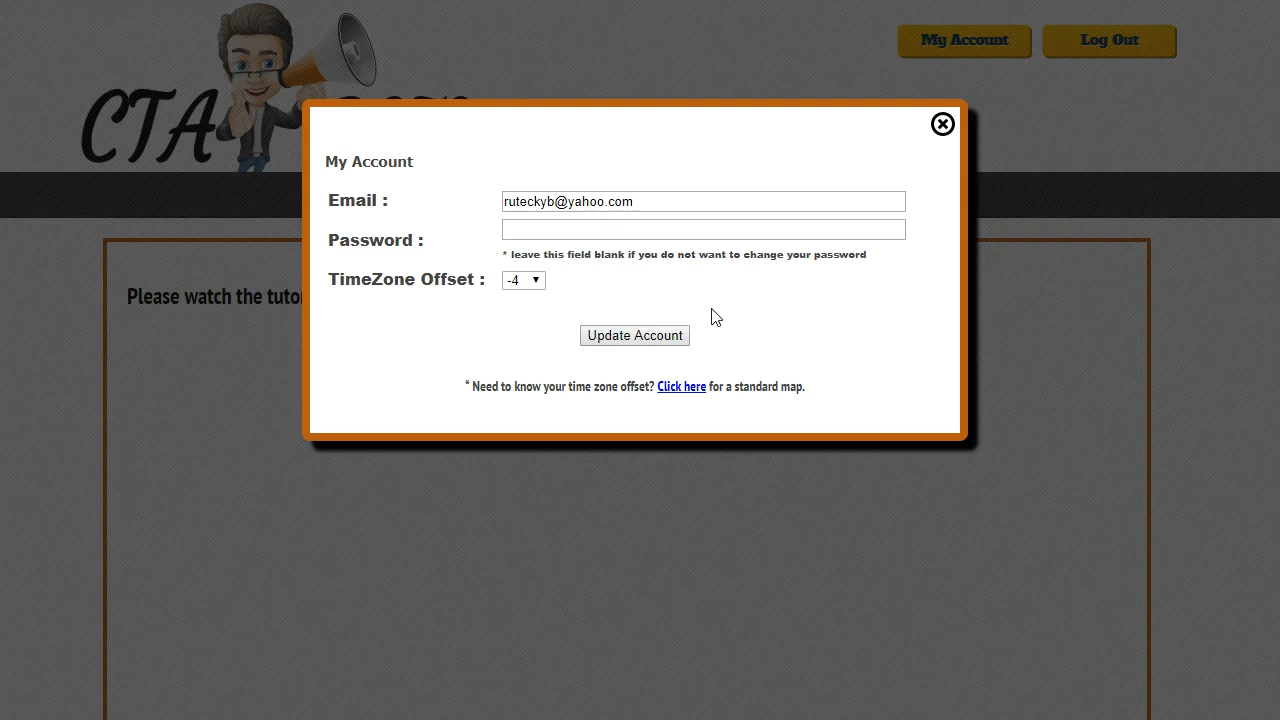 My Account
Log Out
CTA
My Account
Email :
ruteckyb@yahoo.com
Password :
* leave this field blank if you do not want to change your password
TimeZone Offset :
-4
Update Account
* Need to know your time zone offset? Click here for a standard map.
Please watch the tutor